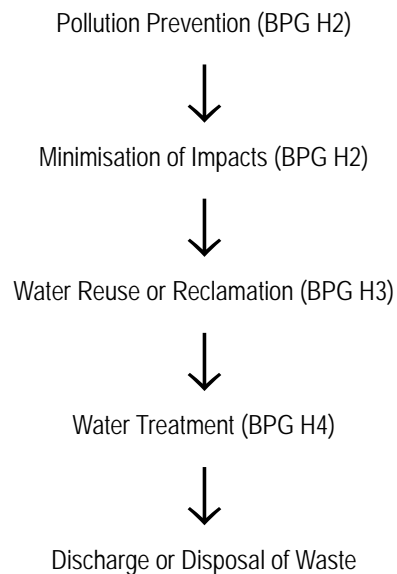 Pollution Prevention (BPG H2)
Minimisation of Impacts (BPG H2)
Water Reuse or Reclamation (BPG H3)
Water Treatment (BPG H4)
Discharge or Disposal of Waste